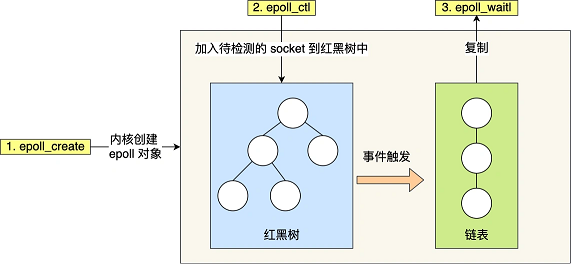 2. epoll_ctl
3. epoll_waitl
加入待检测的 socket 到红黑树中
复制
1. epoll_create
内核创建
epoll 对象
事件触发
红黑树
链表